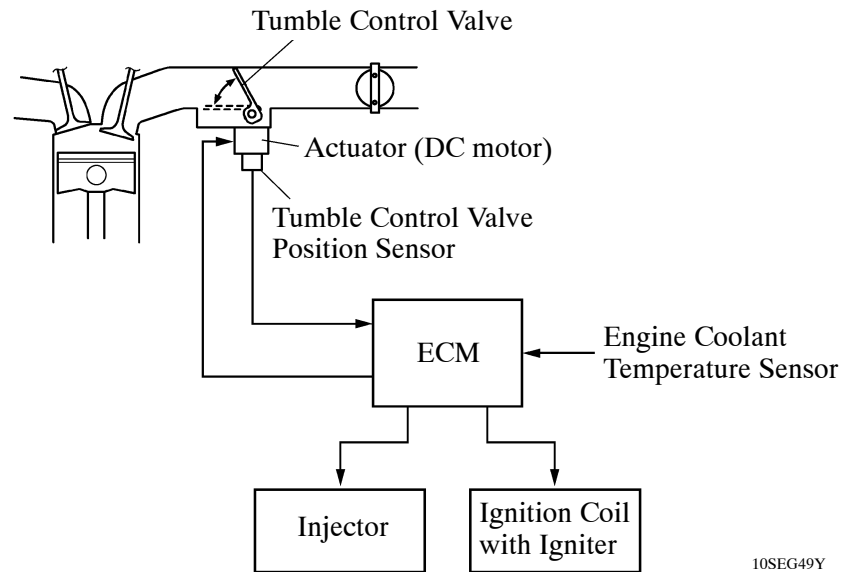 Tumble Control Valve
Actuator (DC motor)
Tumble Control Valve
Position Sensor
ECM
Engine Coolant
Temperature Sensor
Injector
Ignition Coil
with Igniter
10SEG49Y